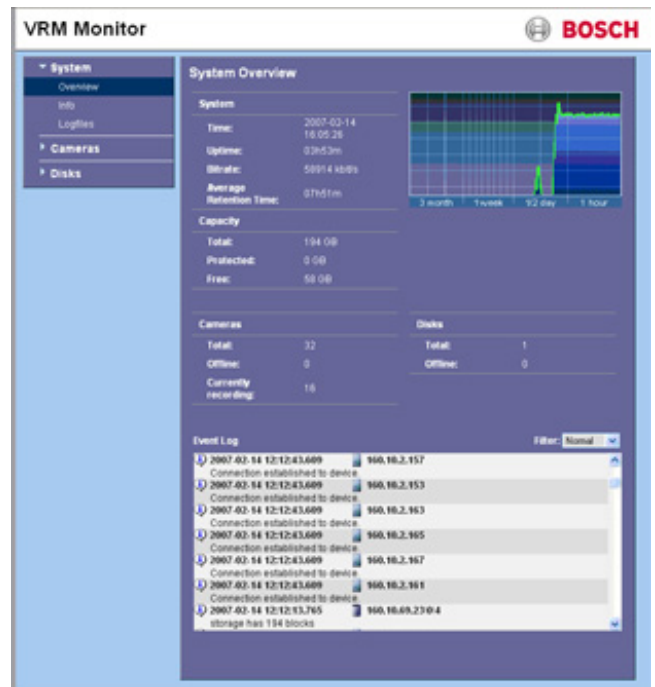 VRM Monitor
BOSCH
System
Overview
Info
Logfiles
Cameras
Disks
System Overview
System
Time: 2007-02-14 16:05:26
Uptime: 03h53m
Bitrate: 58914 kbit/s
Average Retention Time: 07h51m
3 month 1 week 1/2 day 1 hour
Capacity
Total: 194 GB
Protected: 0 GB
Free: 58 GB
Cameras
Total: 32
Offline: 0
Currently recording: 16
Disks
Total: 1
Offline: 0
Event Log
Filter: Normal
2007-02-14 12:12:43.609 160.10.2.157
Connection established to device.
2007-02-14 12:12:43.609 160.10.2.153
Connection established to device.
2007-02-14 12:12:43.609 160.10.2.163
Connection established to device.
2007-02-14 12:12:43.609 160.10.2.165
Connection established to device.
2007-02-14 12:12:43.609 160.10.2.167
Connection established to device.
2007-02-14 12:12:43.609 160.10.2.161
Connection established to device.
2007-02-14 12:12:13.765 160.10.69.230@4
storage has 194 blocks